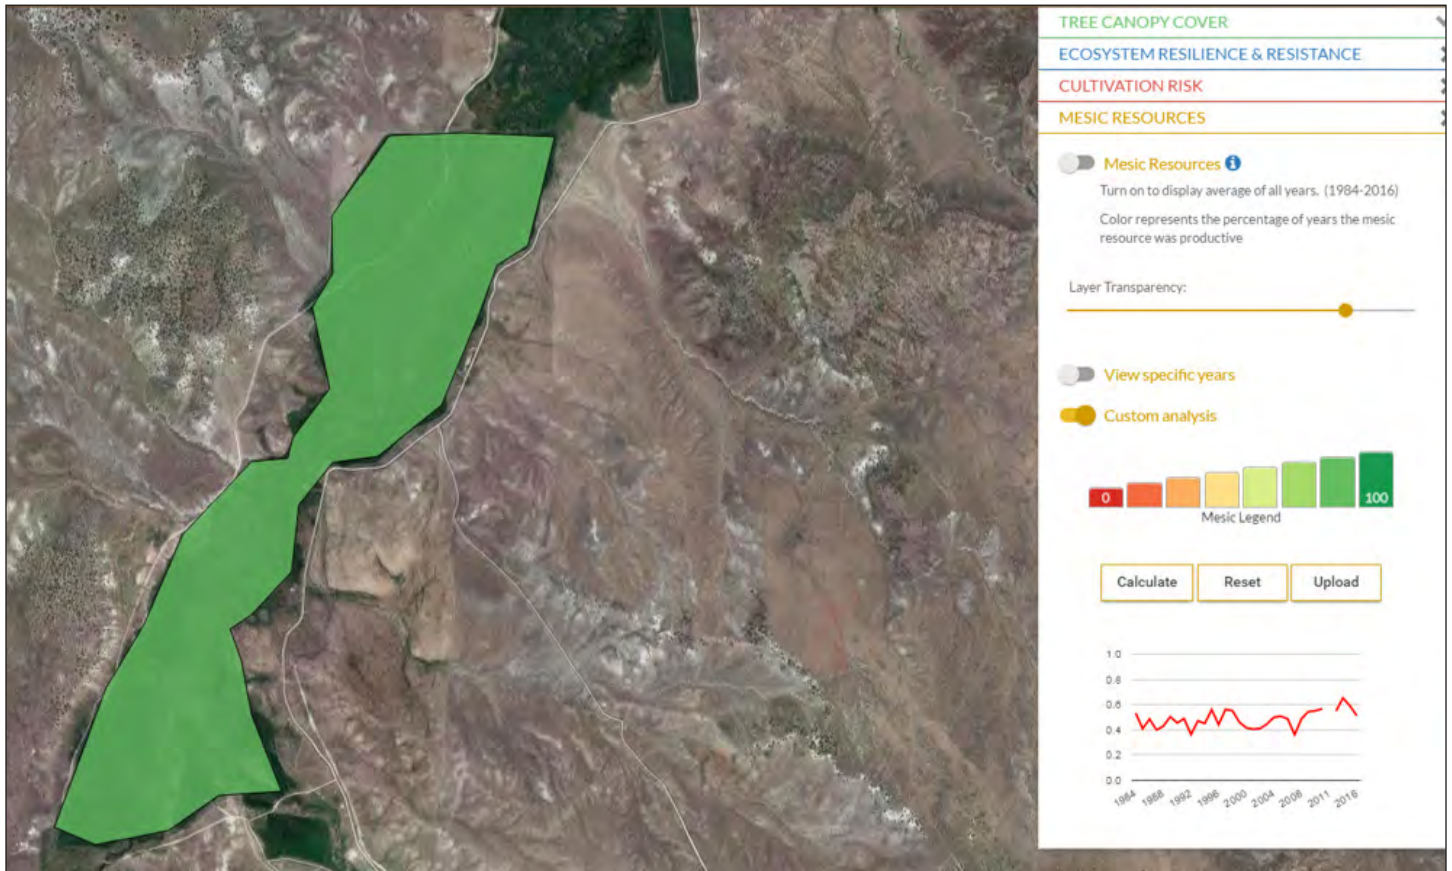 TREE CANOPY COVER
ECOSYSTEM RESILIENCE & RESISTANCE
CULTIVATION RISK
MESIC RESOURCES
Mesic Resources i
Turn on to display average of all years. (1984-2016)
Color represents the percentage of years the mesic
resource was productive
Layer Transparency:
View specific years
Custom analysis
0 100
Mesic Legend
Calculate Reset Upload
1.0
0.8
0.6
0.4
0.2
0.0
1984 1988 1992 1996 2000 2004 2008 2011 2016